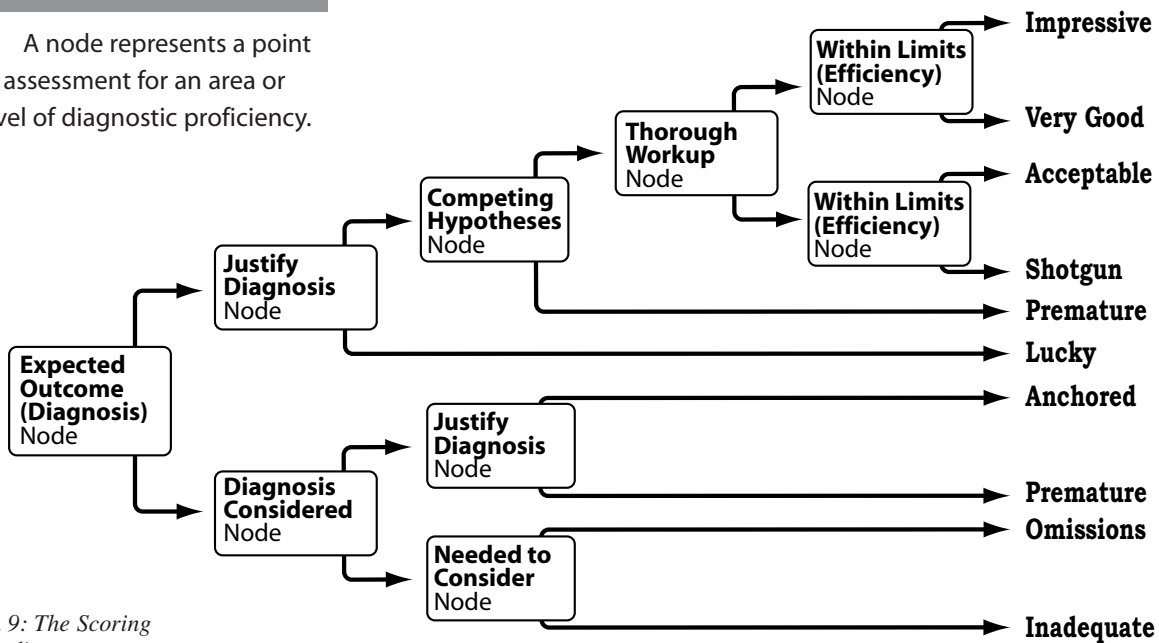 A node represents a point
assessment for an area or
vel of diagnostic proficiency.
Within Limits
(Efficiency)
Node
Impressive
Very Good
Thorough
Workup
Node
Within Limits
(Efficiency)
Node
Acceptable
Shotgun
Competing
Hypotheses
Node
Premature
Justify
Diagnosis
Node
Lucky
Expected
Outcome
(Diagnosis)
Node
Justify
Diagnosis
Node
Anchored
Premature
Diagnosis
Considered
Node
Needed to
Consider
Node
Omissions
Inadequate
9: The Scoring